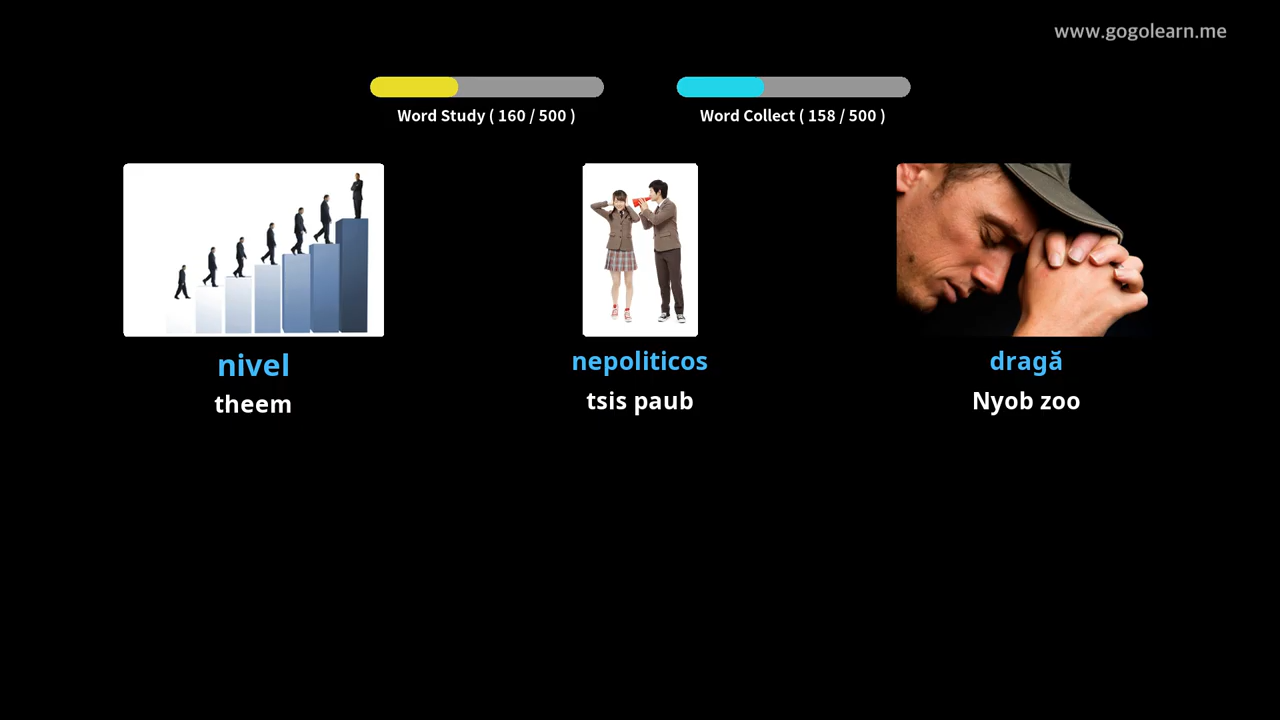 www.gogolearn.me
Word Study ( 160 / 500 )
Word Collect ( 158 / 500 )
nivel
theem
nepoliticos
tsis paub
dragă
Nyob zoo